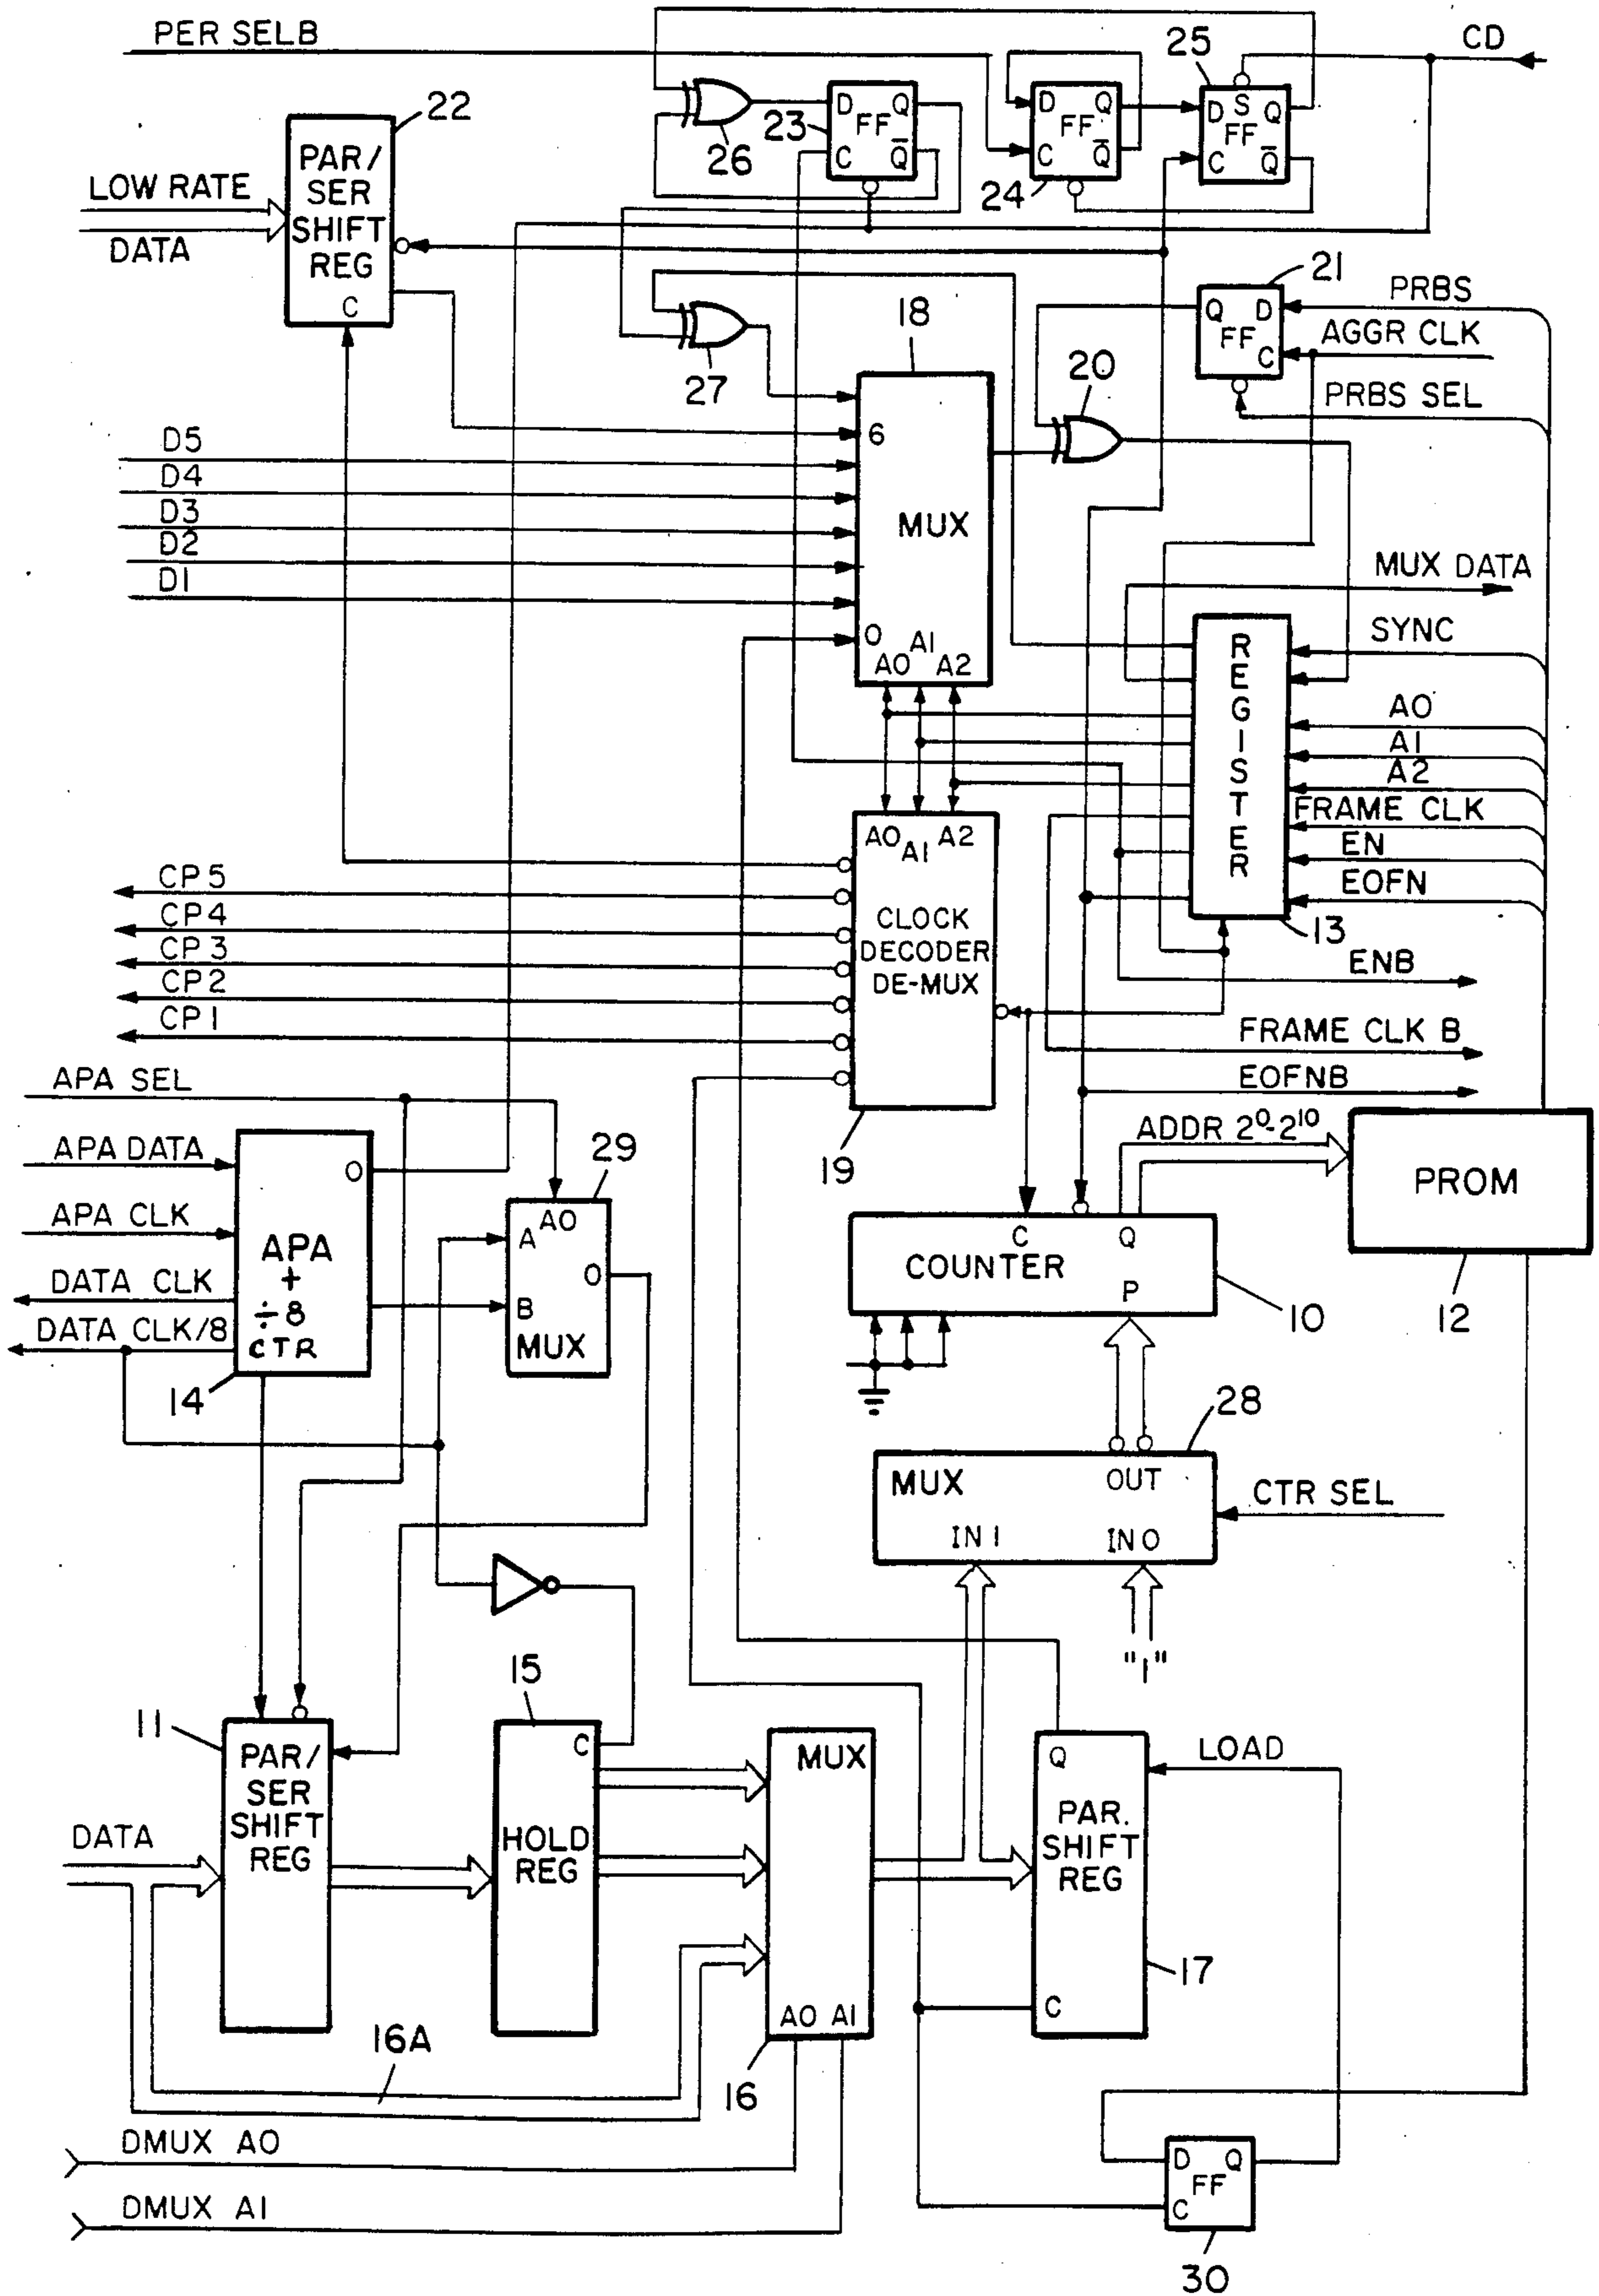 PER SELB
CD
25
D Q
FF
C Q̅
23
26
D Q
FF
C Q̅
24
D S Q
FF
C Q̅
22
PAR/
SER
SHIFT
REG
C
LOW RATE
DATA
21
Q D
FF
C
PRBS
AGGR CLK
PRBS SEL
27
18
20
6
MUX
O
A0 A1 A2
D5
D4
D3
D2
D1
MUX DATA
REGISTER
SYNC
A0
A1
A2
FRAME CLK
EN
EOFN
13
ENB
FRAME CLK B
EOFNB
A0 A1 A2
CLOCK
DECODER
DE-MUX
19
CP5
CP4
CP3
CP2
CP1
APA SEL
APA DATA
APA CLK
DATA CLK
DATA CLK/8
O
APA
+
÷8
CTR
14
29
A0
A
O
B
MUX
ADDR 2⁰-2¹⁰
PROM
12
C Q
COUNTER
P
10
28
MUX OUT
IN 1 IN 0
CTR SEL
"1"
11
PAR/
SER
SHIFT
REG
DATA
15
C
HOLD
REG
MUX
A0 A1
16
16A
Q
PAR.
SHIFT
REG
C
17
LOAD
DMUX A0
DMUX A1
D Q
FF
C
30